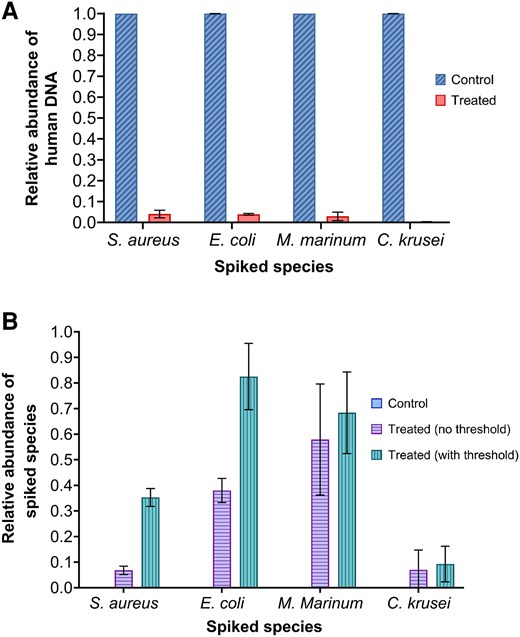 A
Relative abundance of
human DNA
1.0
0.9
0.8
0.7
0.6
0.5
0.4
0.3
0.2
0.1
0.0
Control
Treated
S. aureus E. coli M. marinum C. krusei
Spiked species
B
Relative abundance of
spiked species
1.0
0.9
0.8
0.7
0.6
0.5
0.4
0.3
0.2
0.1
0.0
Control
Treated (no threshold)
Treated (with threshold)
S. aureus E. coli M. Marinum C. krusei
Spiked species